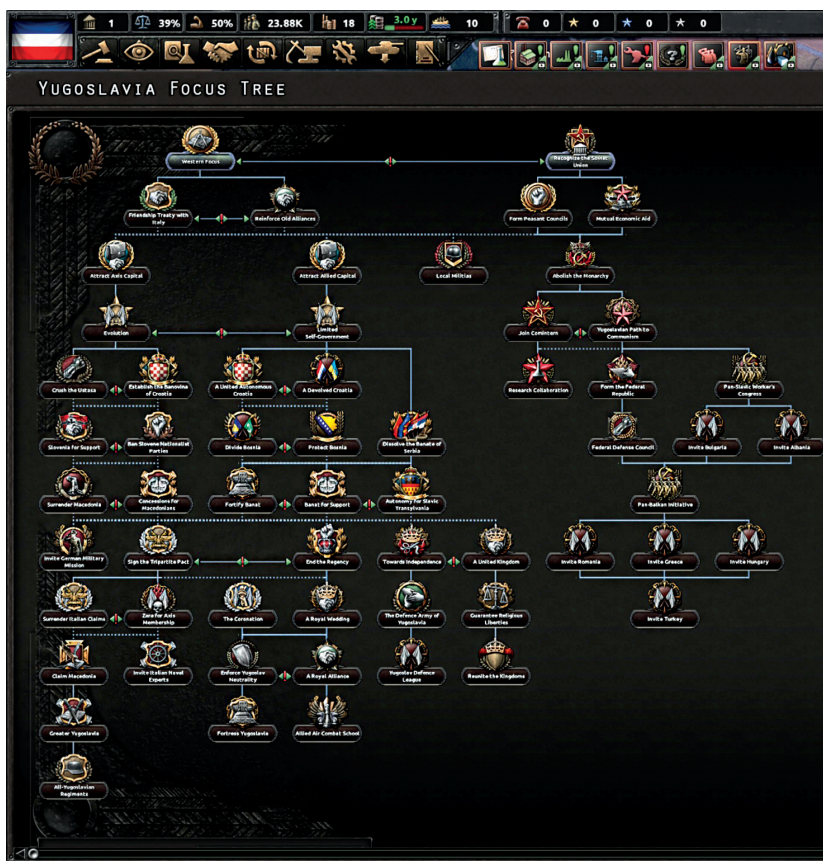 1 39% 50% 23.88K 18 3.0 y 10 0 0 0 0
YUGOSLAVIA FOCUS TREE
Western Focus
Recognize the Soviet
Union
Friendship Treaty with
Italy
Reinforce Old Alliances
Form Peasant Councils
Mutual Economic Aid
Attract Axis Capital
Attract Allied Capital
Local Militias
Abolish the Monarchy
Evolution
Limited
Self-Government
Join Comintern
Yugoslavian Path to
Communism
Crush the Ustasa
Establish the Banovina
of Croatia
A United Autonomous
Croatia
A Devolved Croatia
Research Collaboration
Form the Federal
Republic
Pan-Slavic Worker's
Congress
Slovenia for Support
Ban Slovene Nationalist
Parties
Divide Bosnia
Protect Bosnia
Dissolve the Banate of
Serbia
Federal Defense Council
Invite Bulgaria
Invite Albania
Surrender Macedonia
Concessions for
Macedonians
Fortify Banat
Banat for Support
Autonomy for Slavic
Transylvania
Pan-Balkan Initiative
Invite German Military
Mission
Sign the Tripartite Pact
End the Regency
Towards Independence
A United Kingdom
Invite Romania
Invite Greece
Invite Hungary
Surrender Italian Claims
Zara for Axis
Membership
The Coronation
A Royal Wedding
The Defence Army of
Yugoslavia
Guarantee Religious
Liberties
Invite Turkey
Claim Macedonia
Invite Italian Naval
Experts
Enforce Yugoslav
Neutrality
A Royal Alliance
Yugoslav Defence
League
Reunite the Kingdoms
Greater Yugoslavia
Fortress Yugoslavia
Allied Air Combat School
All-Yugoslavian
Regiments